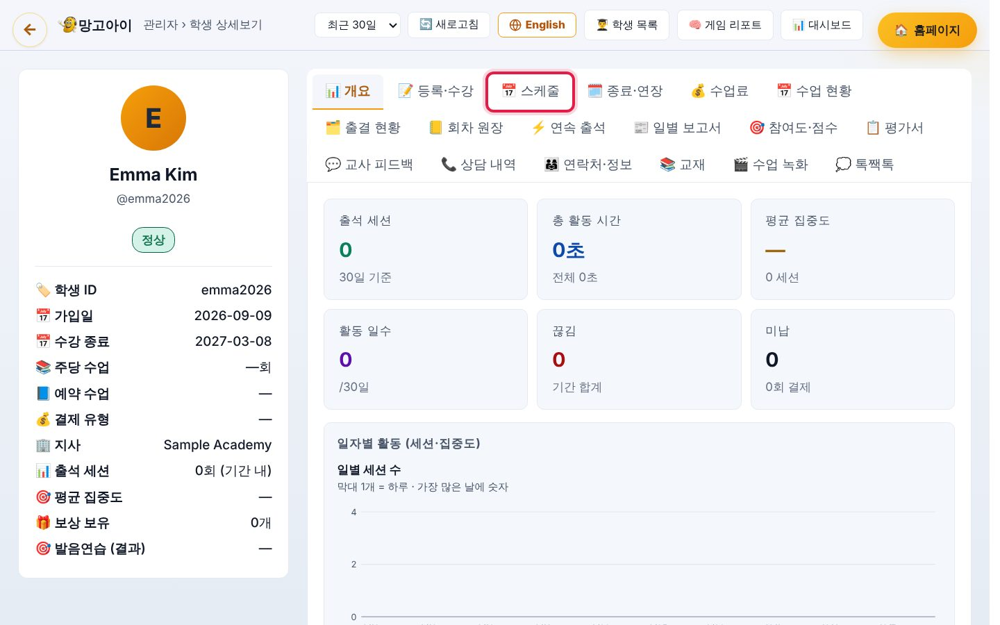 망고아이
관리자 › 학생 상세보기
최근 30일
새로고침
English
학생 목록
게임 리포트
대시보드
홈페이지
E
Emma Kim
@emma2026
정상
학생 ID emma2026
가입일 2026-09-09
수강 종료 2027-03-08
주당 수업 —회
예약 수업 —
결제 유형 —
지사 Sample Academy
출석 세션 0회 (기간 내)
평균 집중도 —
보상 보유 0개
발음연습 (결과) —
개요
등록·수강
스케줄
종료·연장
수업료
수업 현황
출결 현황
회차 원장
연속 출석
일별 보고서
참여도·점수
평가서
교사 피드백
상담 내역
연락처·정보
교재
수업 녹화
톡짹톡
출석 세션
0
30일 기준
총 활동 시간
0초
전체 0초
평균 집중도
—
0 세션
활동 일수
0
/30일
끊김
0
기간 합계
미납
0
0회 결제
일자별 활동 (세션·집중도)
일별 세션 수
막대 1개 = 하루 · 가장 많은 날에 숫자
4
2
0